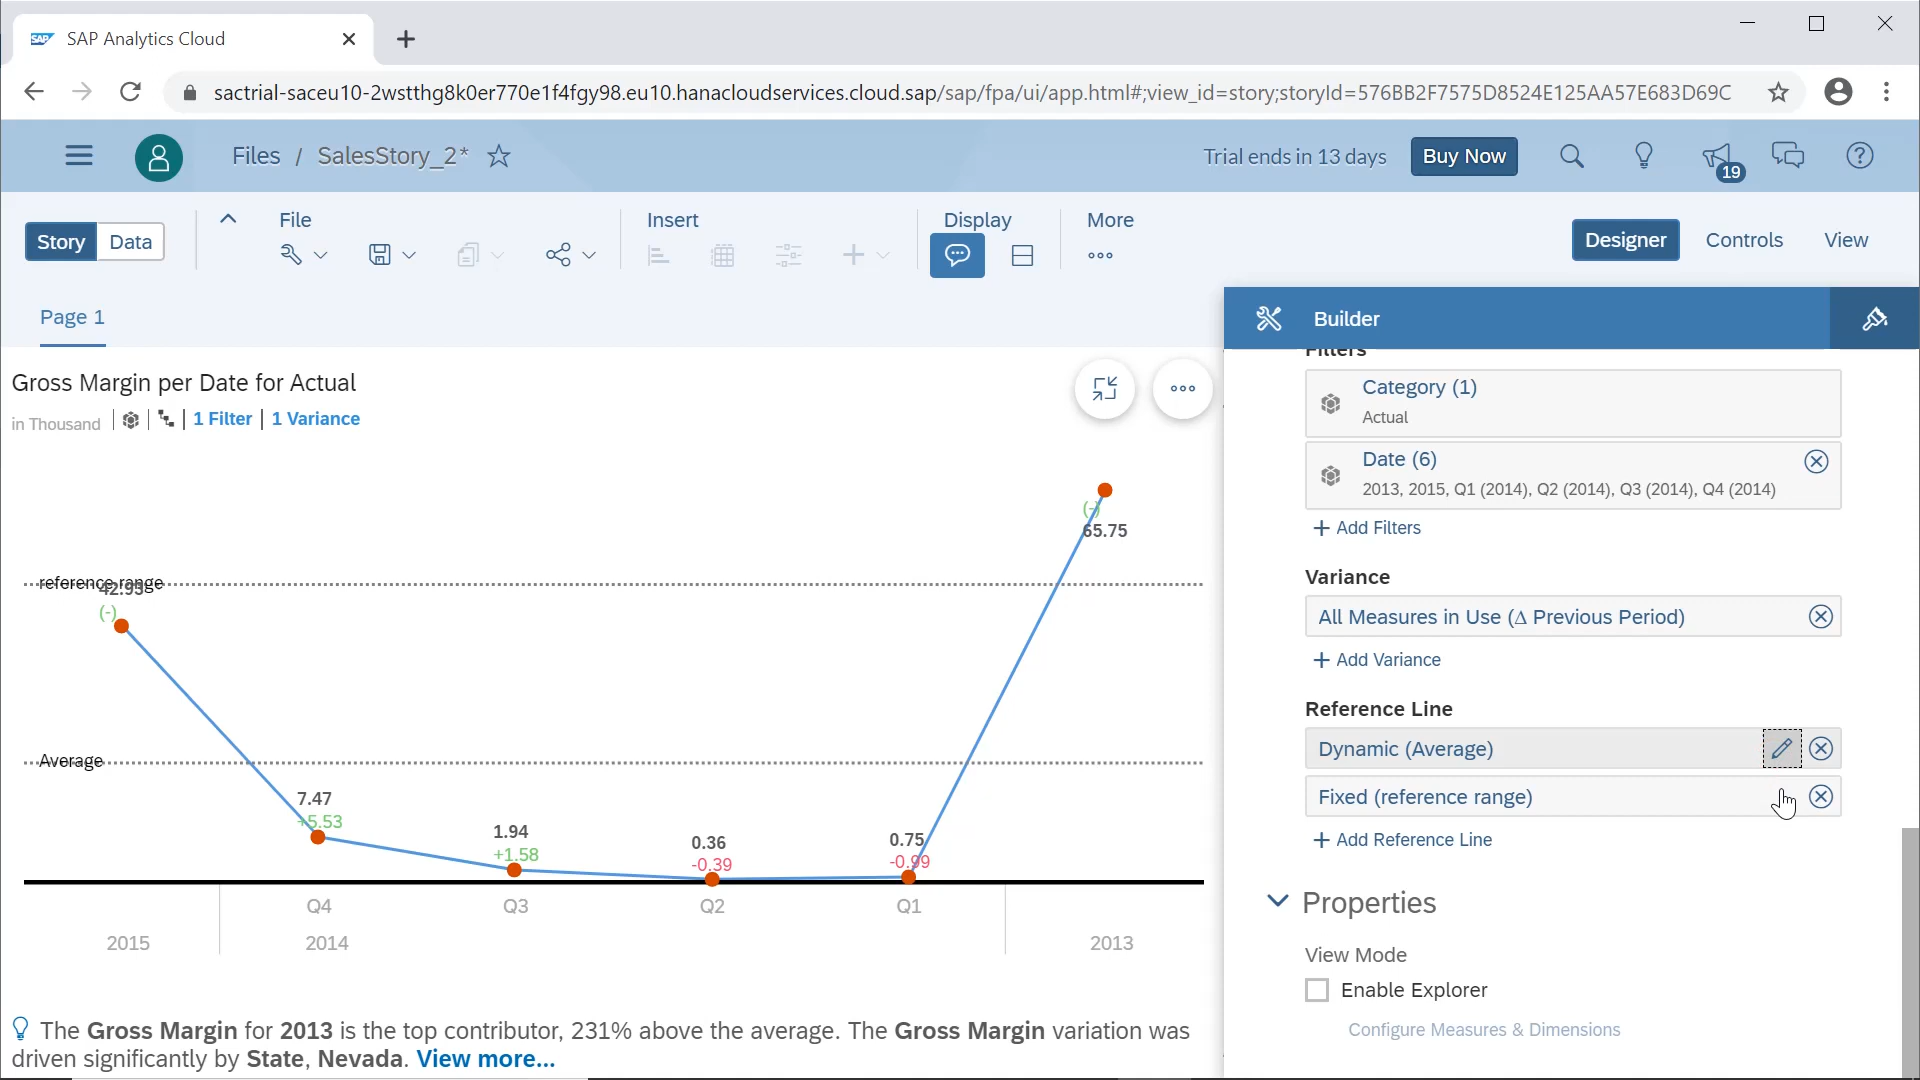 SAP Analytics Cloud
sactrial-saceu10-2wstthg8k0er770e1f4fgy98.eu10.hanacloudservices.cloud.sap/sap/fpa/ui/app.html#;view_id=story;storyId=576BB2F7575D8524E125AA57E683D69C
Files / SalesStory_2*
Trial ends in 13 days
Buy Now
19
Story
Data
File
Insert
Display
More
Designer
Controls
View
Page 1
Builder
Gross Margin per Date for Actual
in Thousand | 1 Filter | 1 Variance
reference range
42.93
(-)
Average
7.47
+5.53
1.94
+1.58
0.36
-0.39
0.75
-0.99
(-)
65.75
Q4
Q3
Q2
Q1
2015
2014
2013
The Gross Margin for 2013 is the top contributor, 231% above the average. The Gross Margin variation was
driven significantly by State, Nevada. View more...
Filters
Category (1)
Actual
Date (6)
2013, 2015, Q1 (2014), Q2 (2014), Q3 (2014), Q4 (2014)
+ Add Filters
Variance
All Measures in Use (Δ Previous Period)
+ Add Variance
Reference Line
Dynamic (Average)
Fixed (reference range)
+ Add Reference Line
Properties
View Mode
Enable Explorer
Configure Measures & Dimensions